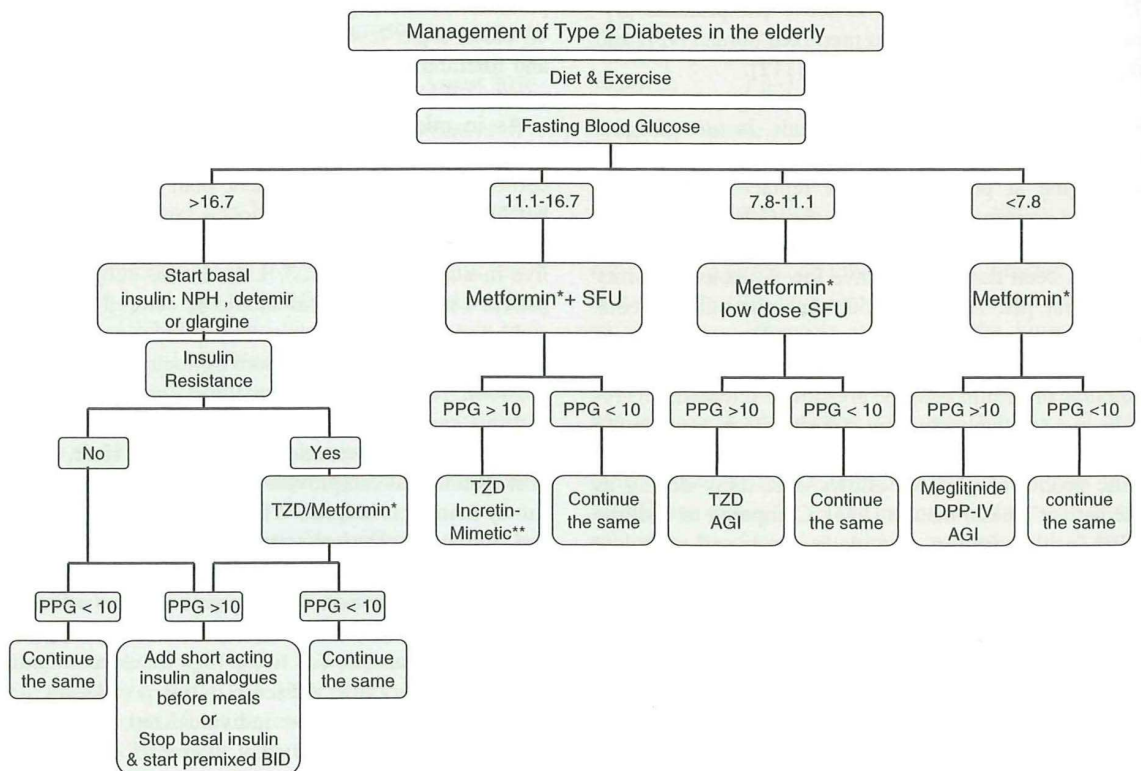 Management of Type 2 Diabetes in the elderly
Diet & Exercise
Fasting Blood Glucose
>16.7
11.1-16.7
7.8-11.1
<7.8
Start basal
insulin: NPH , detemir
or glargine
Metformin*+ SFU
Metformin*
low dose SFU
Metformin*
Insulin
Resistance
PPG > 10
PPG < 10
PPG >10
PPG < 10
PPG >10
PPG <10
No
Yes
TZD
Incretin-
Mimetic**
Continue
the same
TZD
AGI
Continue
the same
Meglitinide
DPP-IV
AGI
continue
the same
TZD/Metformin*
PPG < 10
PPG >10
PPG < 10
Continue
the same
Add short acting
insulin analogues
before meals
or
Stop basal insulin
& start premixed BID
Continue
the same